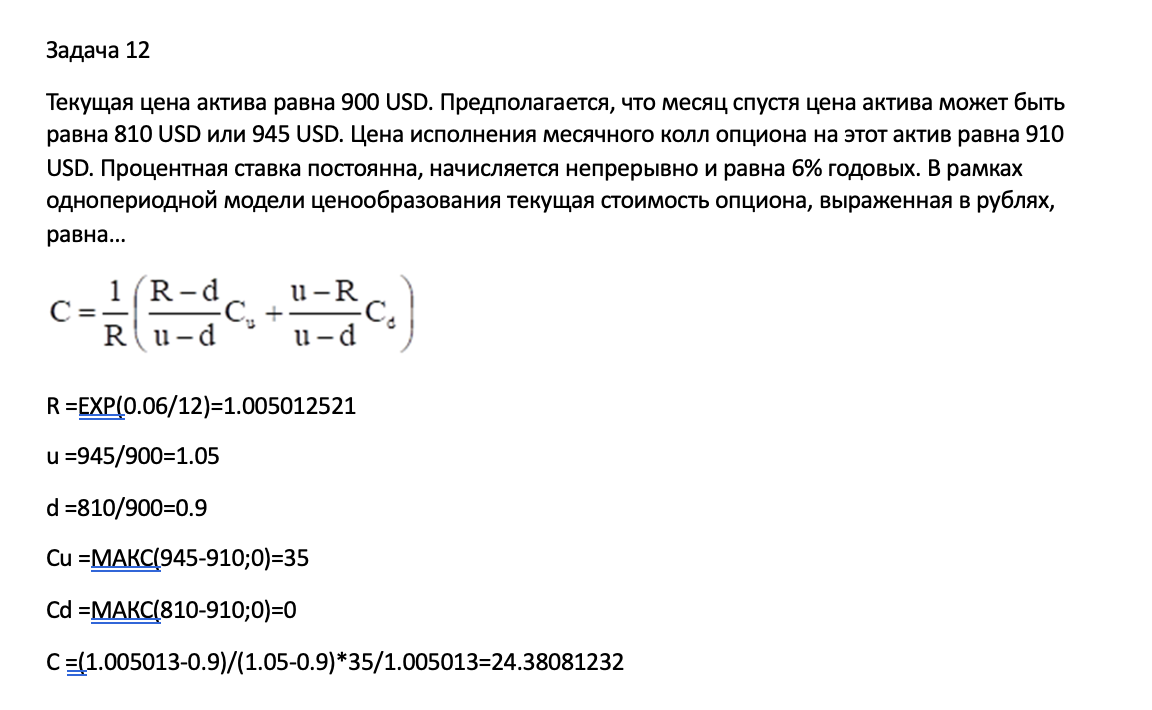 Задача 12
Текущая цена актива равна 900 USD. Предполагается, что месяц спустя цена актива может быть
равна 810 USD или 945 USD. Цена исполнения месячного колл опциона на этот актив равна 910
USD. Процентная ставка постоянна, начисляется непрерывно и равна 6% годовых. В рамках
однопериодной модели ценообразования текущая стоимость опциона, выраженная в рублях,
равна...
C = 1/R ( (R – d)/(u – d) Cu + (u – R)/(u – d) Cd )
R =EXP(0.06/12)=1.005012521
u =945/900=1.05
d =810/900=0.9
Cu =МАКС(945-910;0)=35
Cd =МАКС(810-910;0)=0
C =(1.005013-0.9)/(1.05-0.9)*35/1.005013=24.38081232